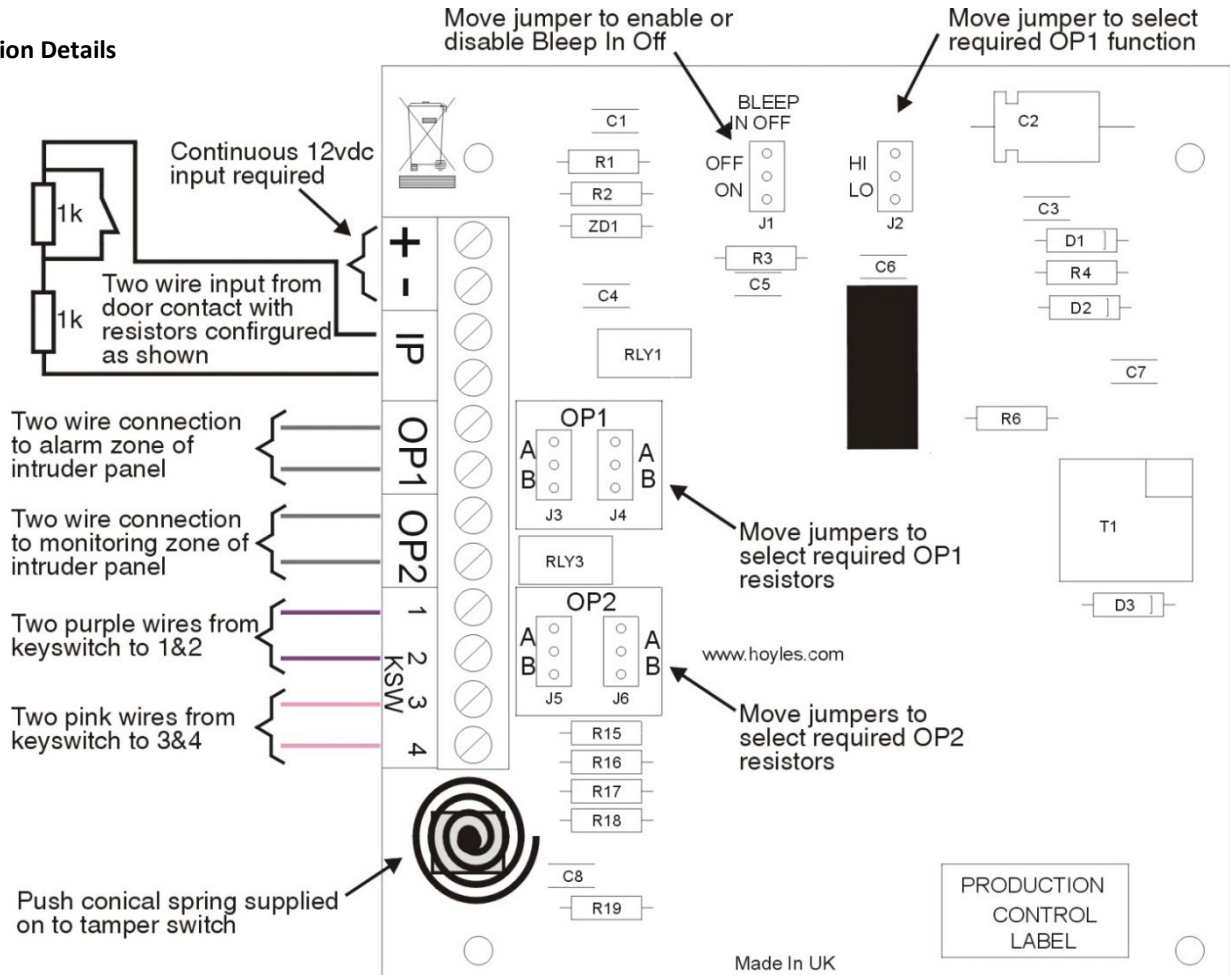 ion Details
Move jumper to enable or
disable Bleep In Off
Move jumper to select
required OP1 function
Continuous 12vdc
input required
1k
1k
Two wire input from
door contact with
resistors confirgured
as shown
+
-
IP
OP1
OP2
1
2
3
4
KSW
Two wire connection
to alarm zone of
intruder panel
Two wire connection
to monitoring zone of
intruder panel
Two purple wires from
keyswitch to 1&2
Two pink wires from
keyswitch to 3&4
Push conical spring supplied
on to tamper switch
C1
R1
R2
ZD1
C4
BLEEP
IN OFF
OFF
ON
J1
R3
C5
HI
LO
J2
C6
C2
C3
D1
R4
D2
C7
R6
T1
D3
RLY1
OP1
A
B
A
B
J3
J4
Move jumpers to
select required OP1
resistors
RLY3
OP2
A
B
A
B
J5
J6
www.hoyles.com
Move jumpers to
select required OP2
resistors
R15
R16
R17
R18
C8
R19
PRODUCTION
CONTROL
LABEL
Made In UK